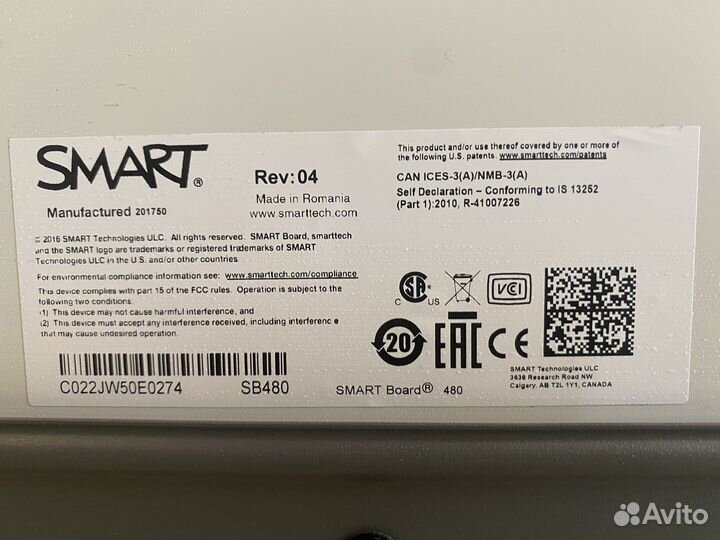 SMART®
Rev: 04
Manufactured 201750
Made in Romania
www.smarttech.com
© 2016 SMART Technologies ULC. All rights reserved. SMART Board, smarttech
and the SMART logo are trademarks or registered trademarks of SMART
Technologies ULC in the U.S. and/or other countries
For environmental compliance information see: www.smarttech.com/compliance
This device complies with part 15 of the FCC rules. Operation is subject to the
following two conditions:
(1) This device may not cause harmful interference, and
(2) This device must accept any interference received, including interference
that may cause undesired operation.
C022JW50E0274
SB480
This product and/or use thereof covered by one or more of
the following U.S. patents. www.smarttech.com/patents
CAN ICES-3(A)/NMB-3(A)
Self Declaration – Conforming to IS 13252
(Part 1):2010, R-41007226
C US
VCI
20
EAC CE
SMART Board® 480
SMART Technologies ULC
3636 Research Road NW
Calgary, AB T2L 1Y1, CANADA
Avito